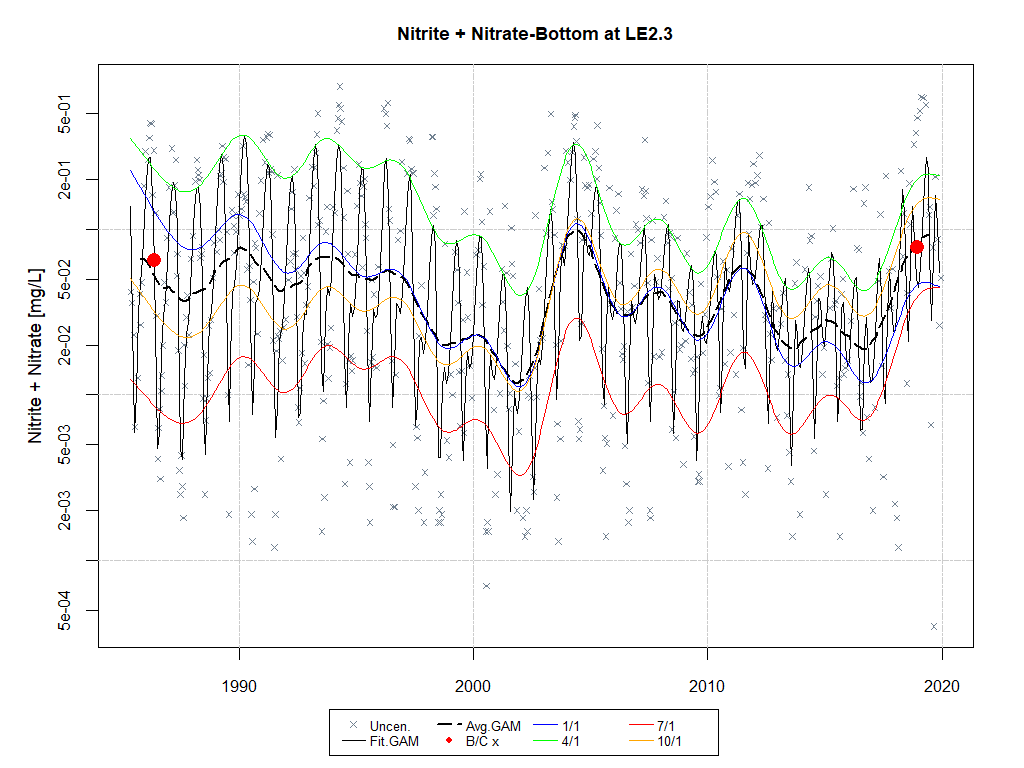 Nitrite + Nitrate-Bottom at LE2.3
Nitrite + Nitrate [mg/L]
5e-01
2e-01
5e-02
2e-02
5e-03
2e-03
5e-04
1990 2000 2010 2020
Uncen. Avg.GAM 1/1 7/1
Fit.GAM B/C x 4/1 10/1